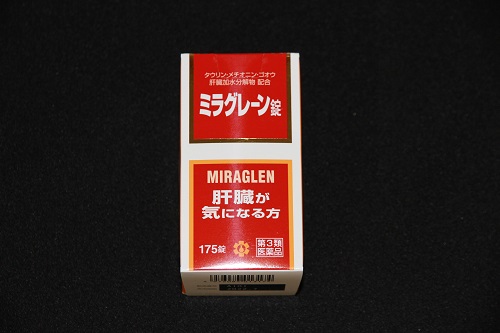 タウリン・メチオニン・ゴオウ
肝臓加水分解物 配合
ミラグレーン錠
MIRAGLEN
肝臓が
気になる方
175錠
第3類
医薬品